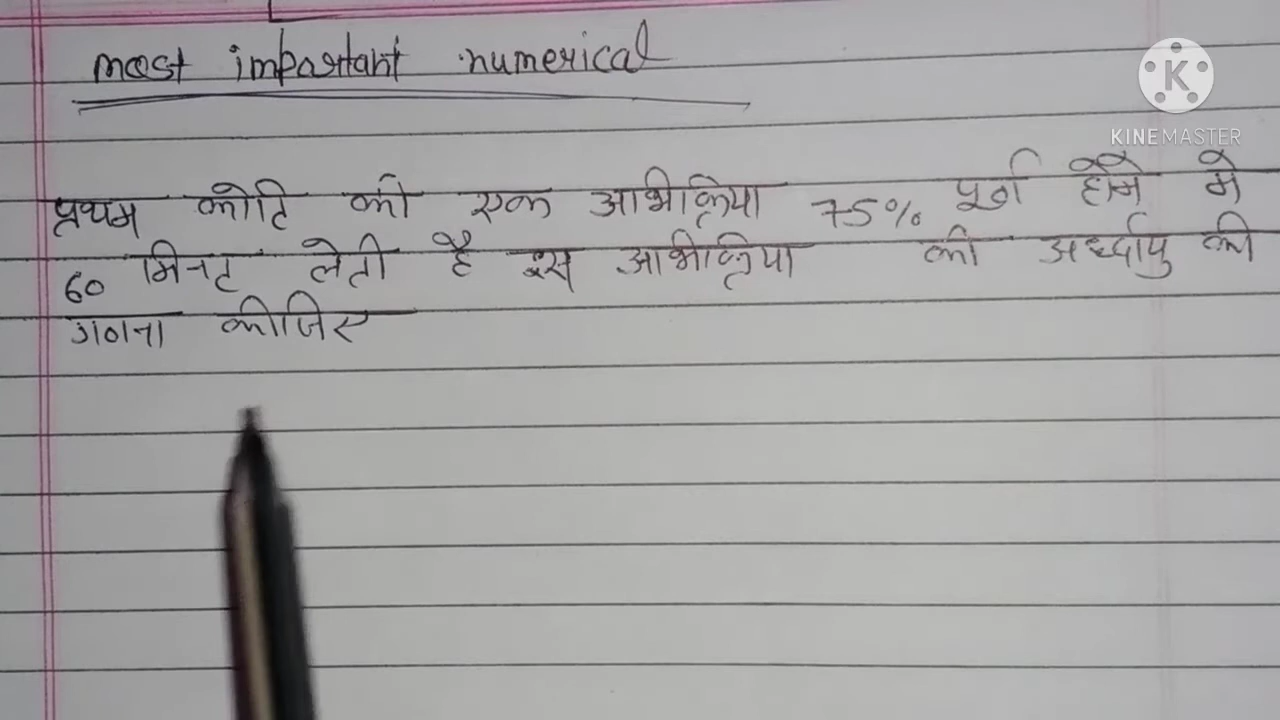 most important numerical
KINEMASTER
प्रथम कोटि की एक अभिक्रिया 75% पूर्ण होने मे
60 मिनट लेती है इस अभिक्रिया की अर्ध्दायु की
गणना कीजिए